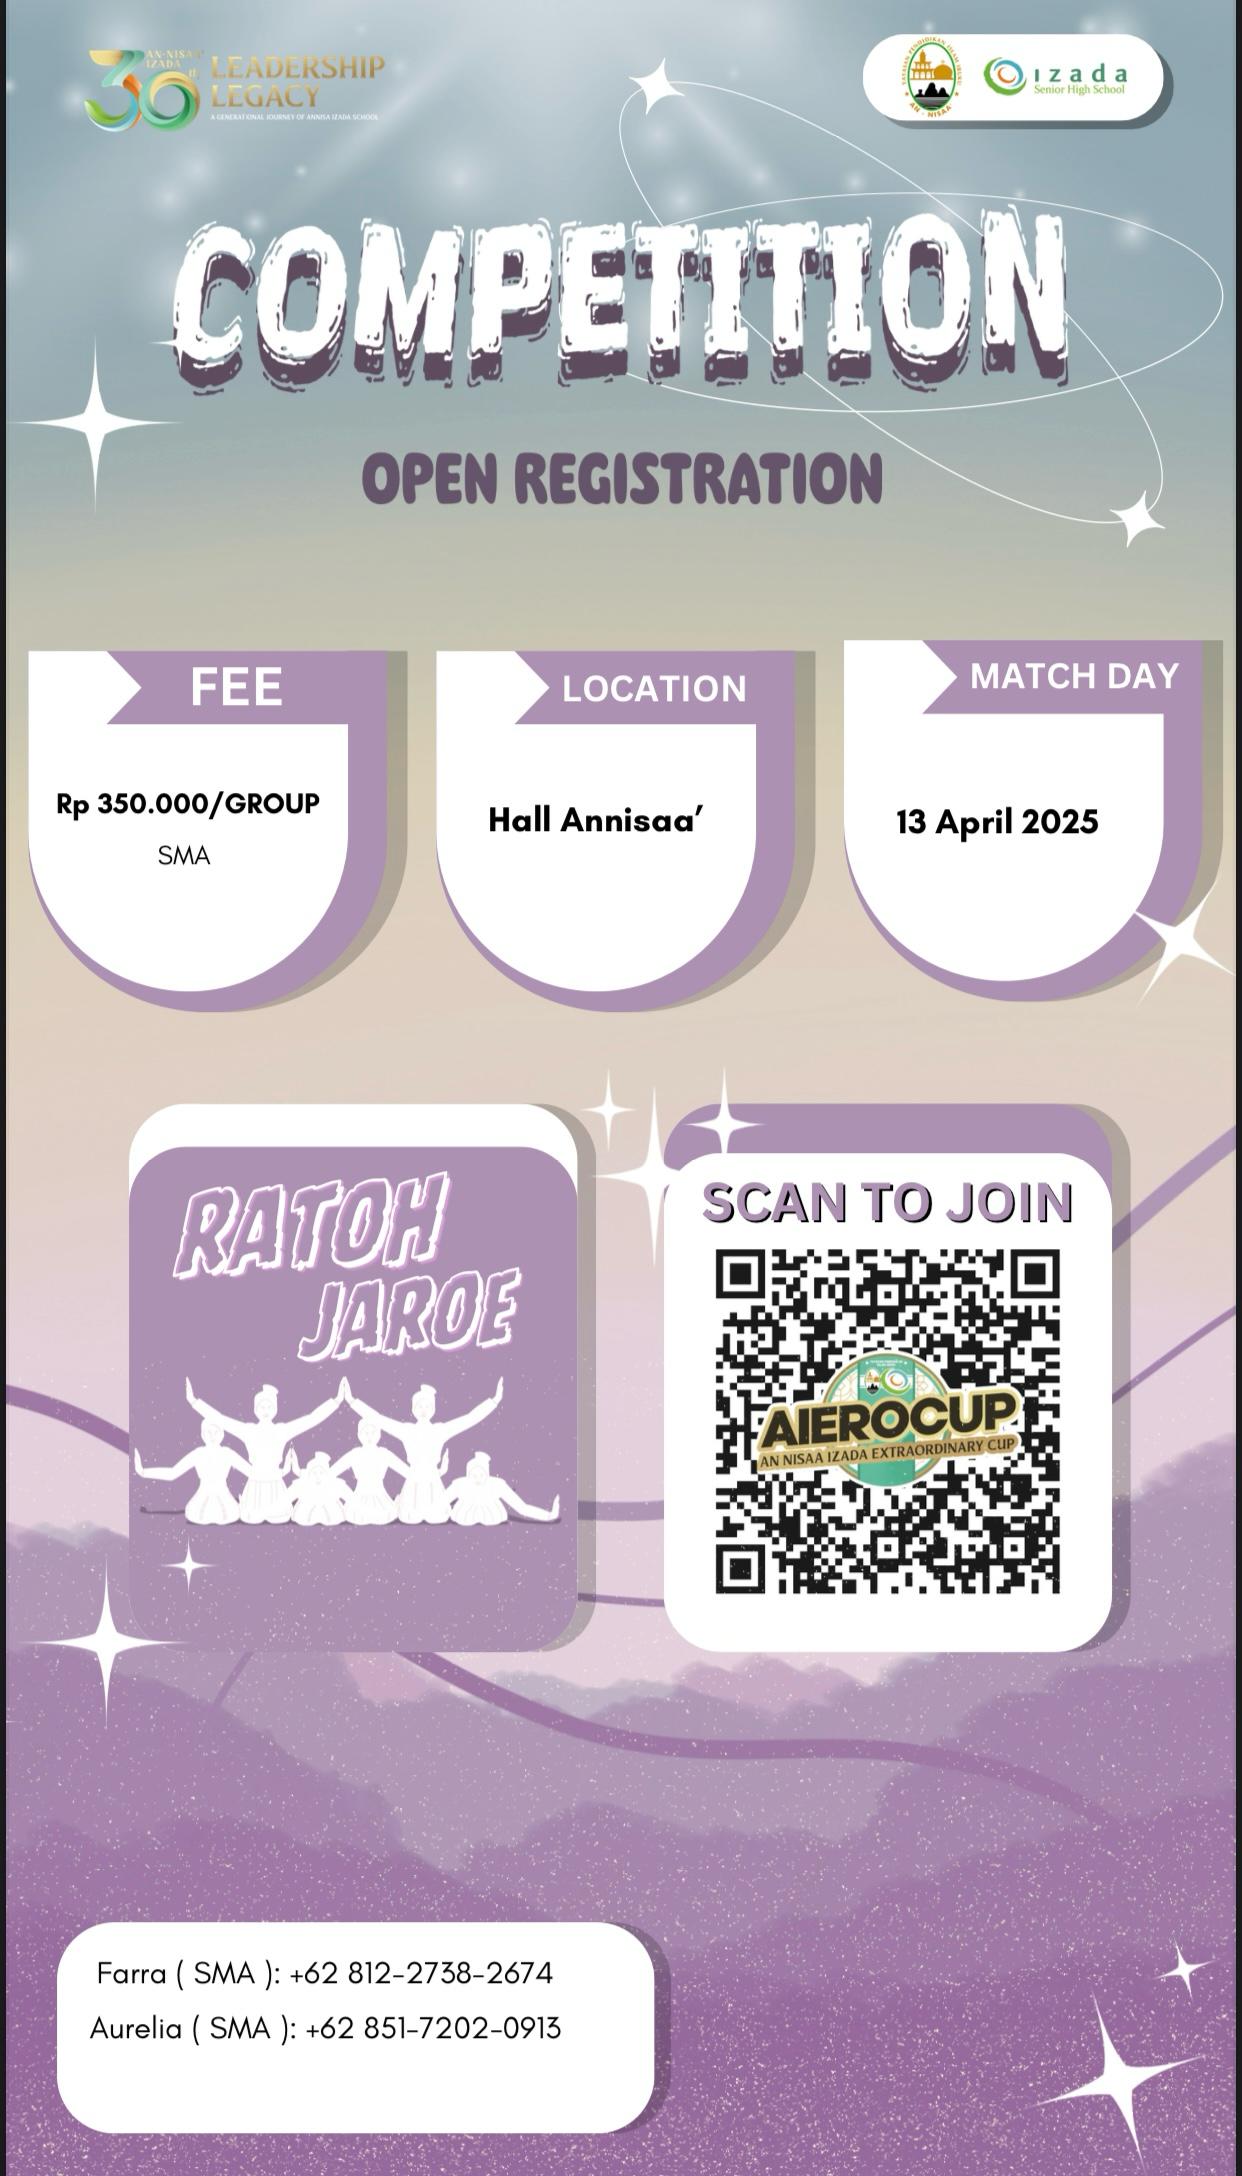 AN-NISAA'
IZADA
30th
LEADERSHIP
LEGACY
A GENERATIONAL JOURNEY OF ANNISA IZADA SCHOOL
AN - NISAA
izada
Senior High School
COMPETITION
OPEN REGISTRATION
FEE
Rp 350.000/GROUP
SMA
LOCATION
Hall Annisaa’
MATCH DAY
13 April 2025
RATOH
JAROE
SCAN TO JOIN
AIEROCUP
AN NISAA IZADA EXTRAORDINARY CUP
Farra ( SMA ): +62 812-2738-2674
Aurelia ( SMA ): +62 851-7202-0913